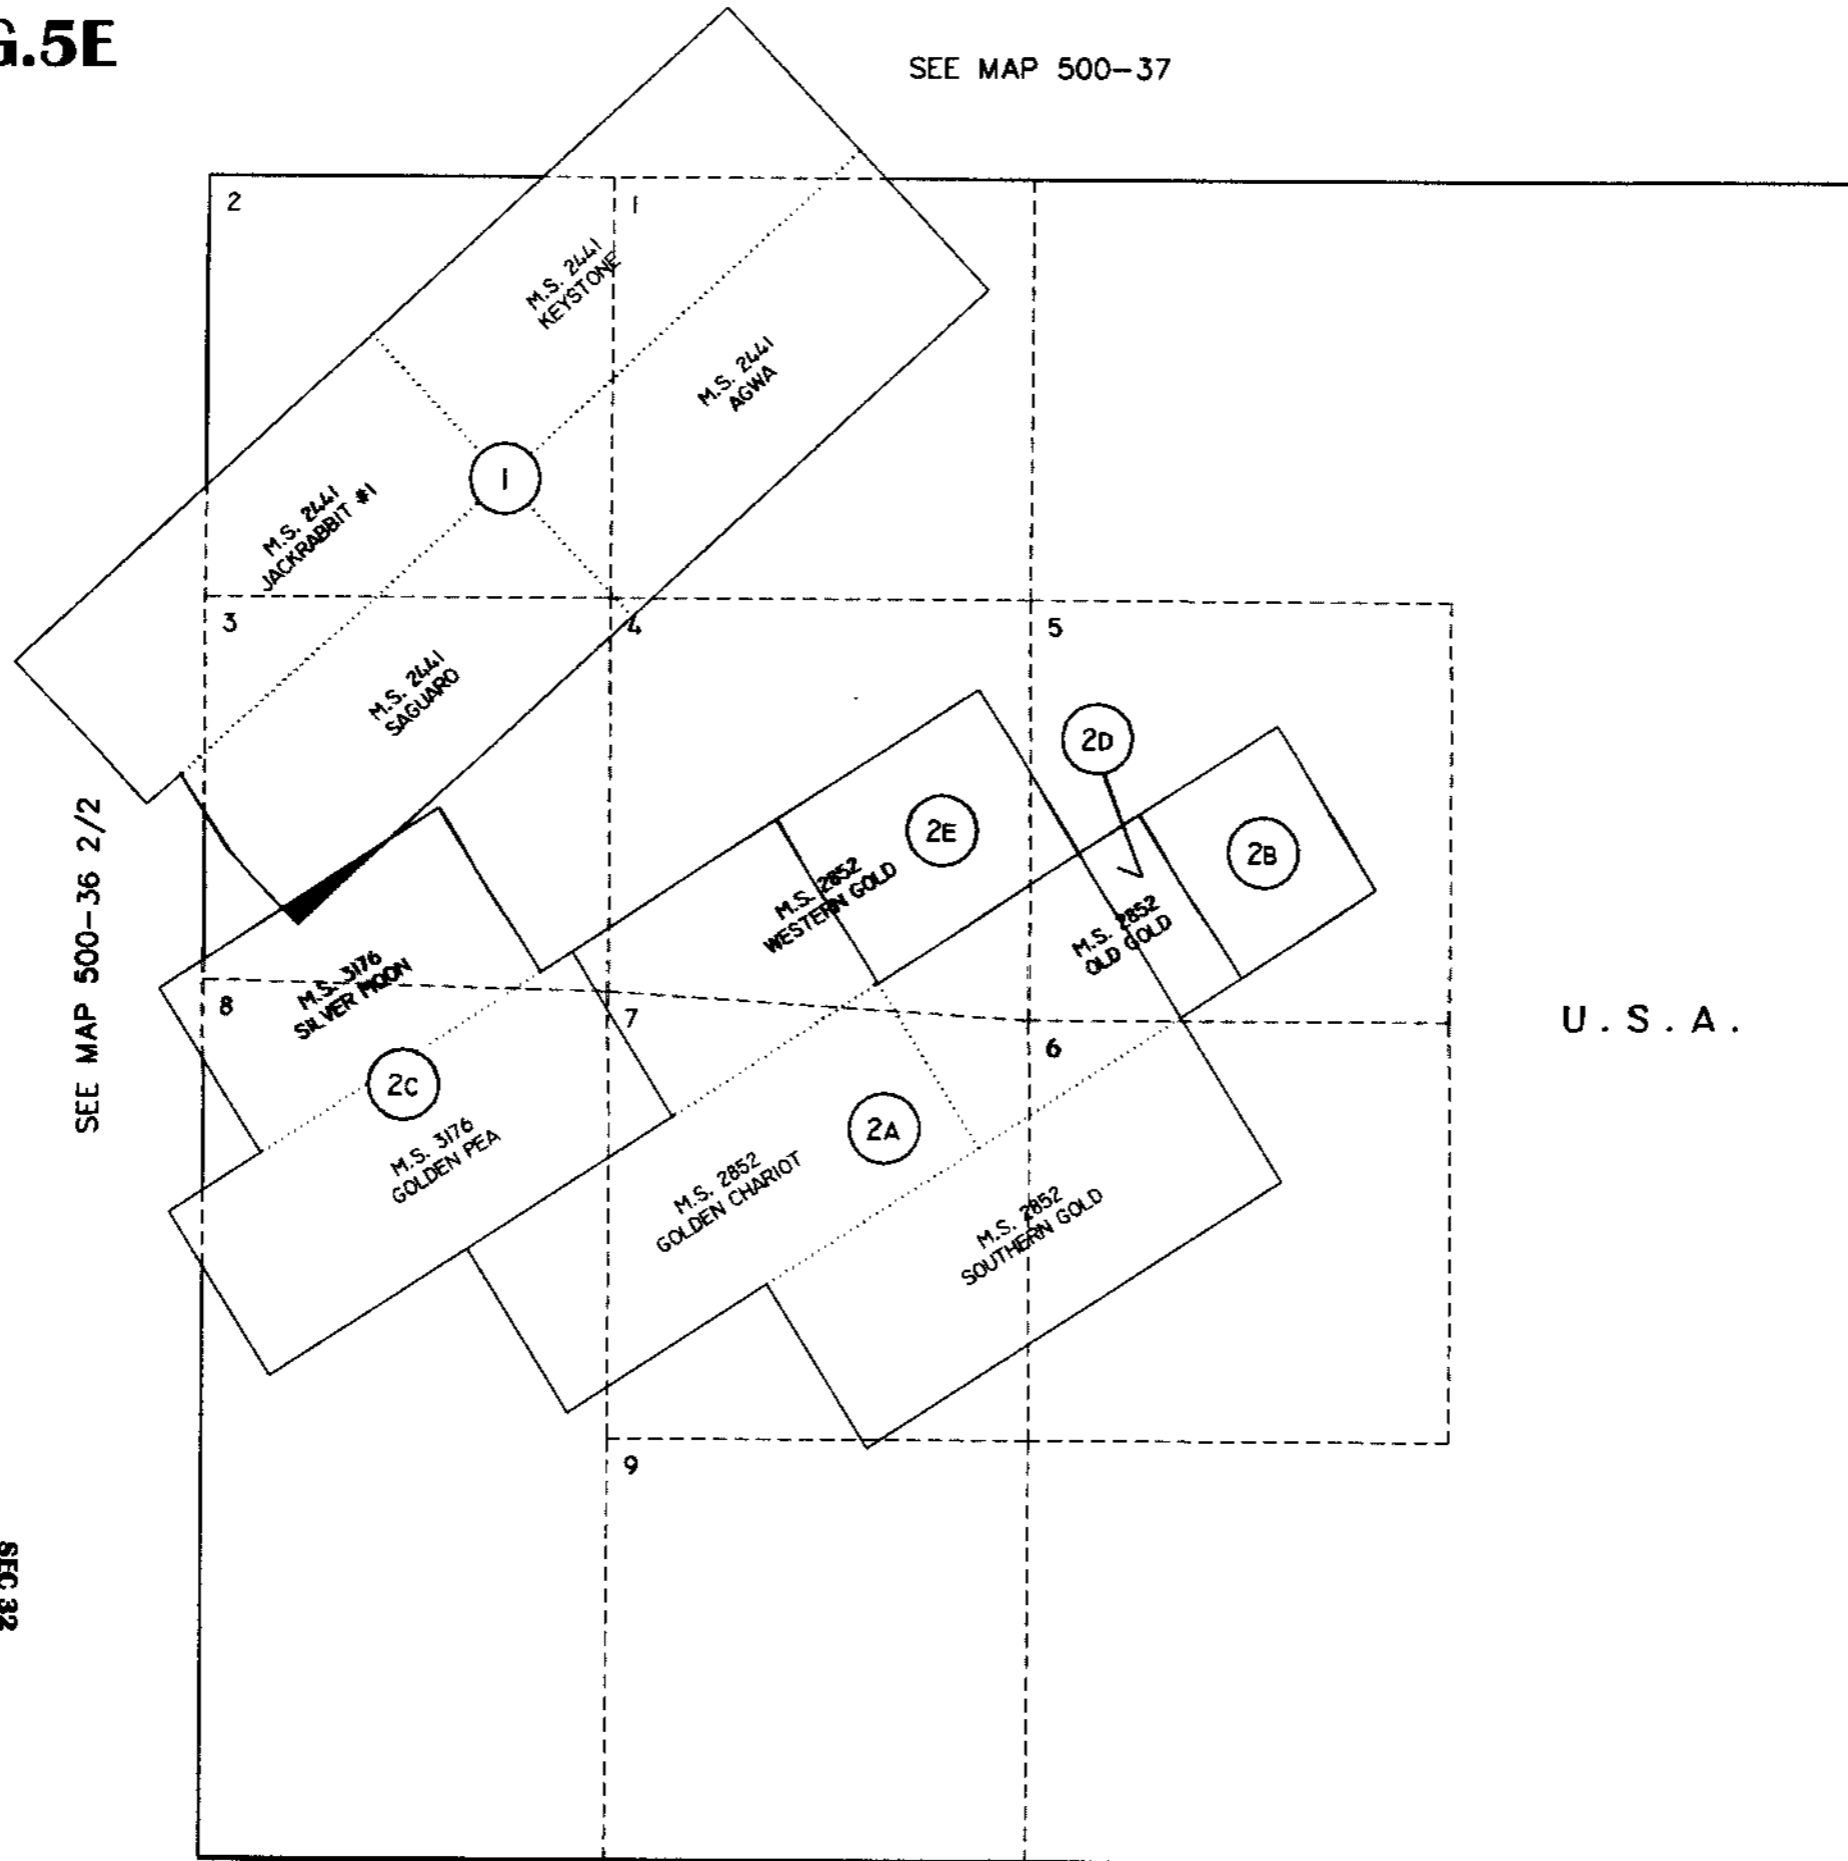 G.5E
SEE MAP 500-37
2
1
M.S. 2441
KEYSTONE
M.S. 2441
AGWA
1
M.S. 2441
JACKRABBIT #1
3
4
5
M.S. 2441
SAGUARO
2D
2E
2B
SEE MAP 500-36 2/2
M.S. 2852
WESTERN GOLD
M.S. 2852
OLD GOLD
M.S. 3176
SILVER MOON
8
7
6
U.S.A.
2C
2A
M.S. 3176
GOLDEN PEA
M.S. 2852
GOLDEN CHARIOT
M.S. 2852
SOUTHERN GOLD
9
SEC 32